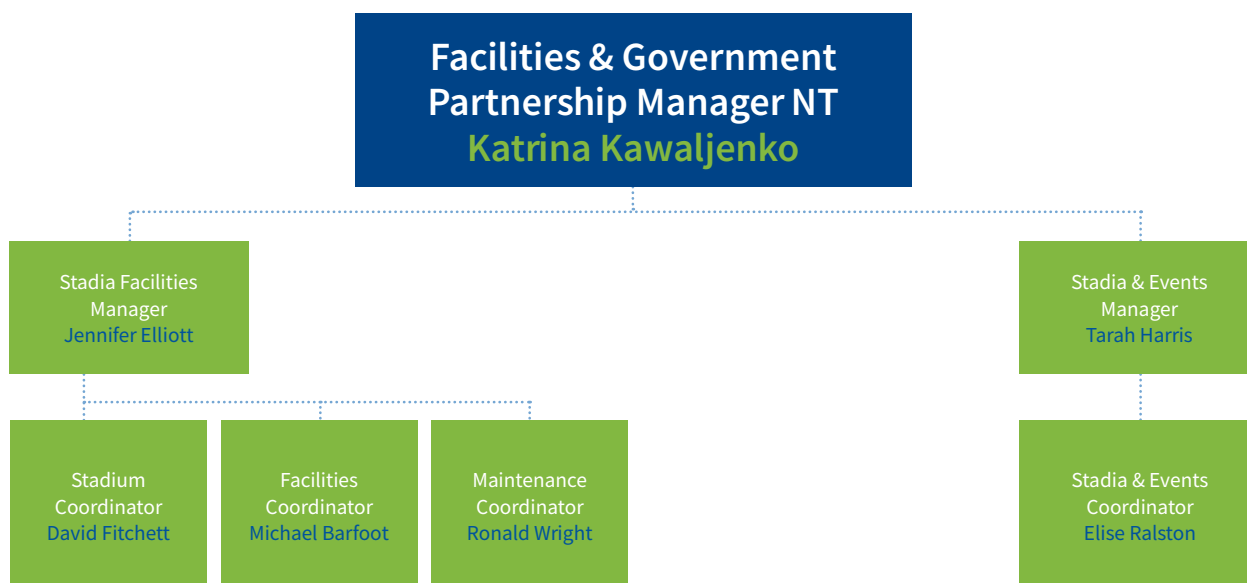 Facilities & Government
Partnership Manager NT
Katrina Kawaljenko
Stadia Facilities
Manager
Jennifer Elliott
Stadia & Events
Manager
Tarah Harris
Stadium
Coordinator
David Fitchett
Facilities
Coordinator
Michael Barfoot
Maintenance
Coordinator
Ronald Wright
Stadia & Events
Coordinator
Elise Ralston